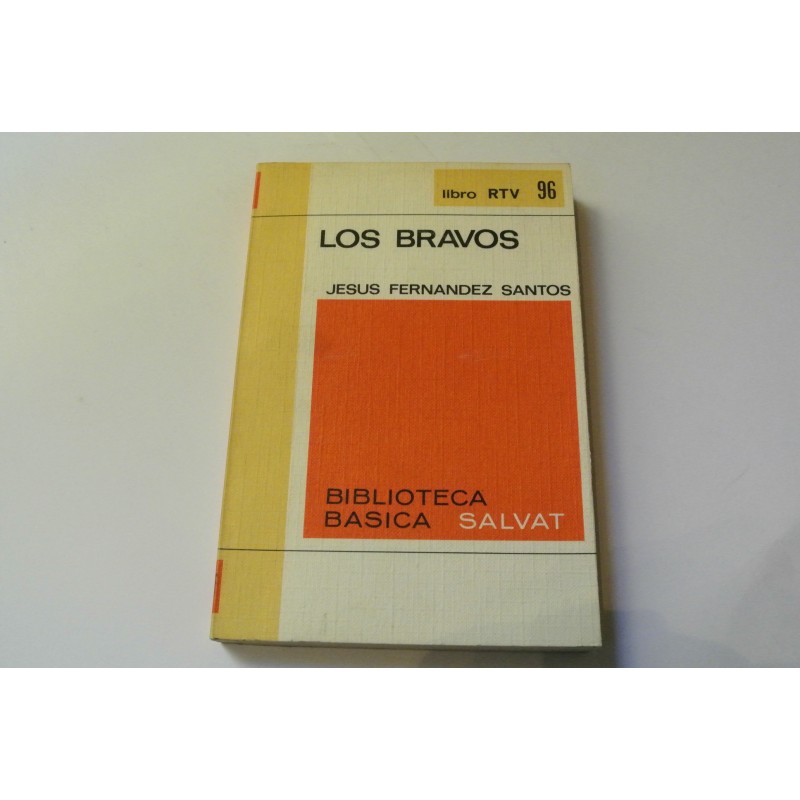 libro RTV 96
LOS BRAVOS
JESUS FERNANDEZ SANTOS
BIBLIOTECA
BASICA SALVAT